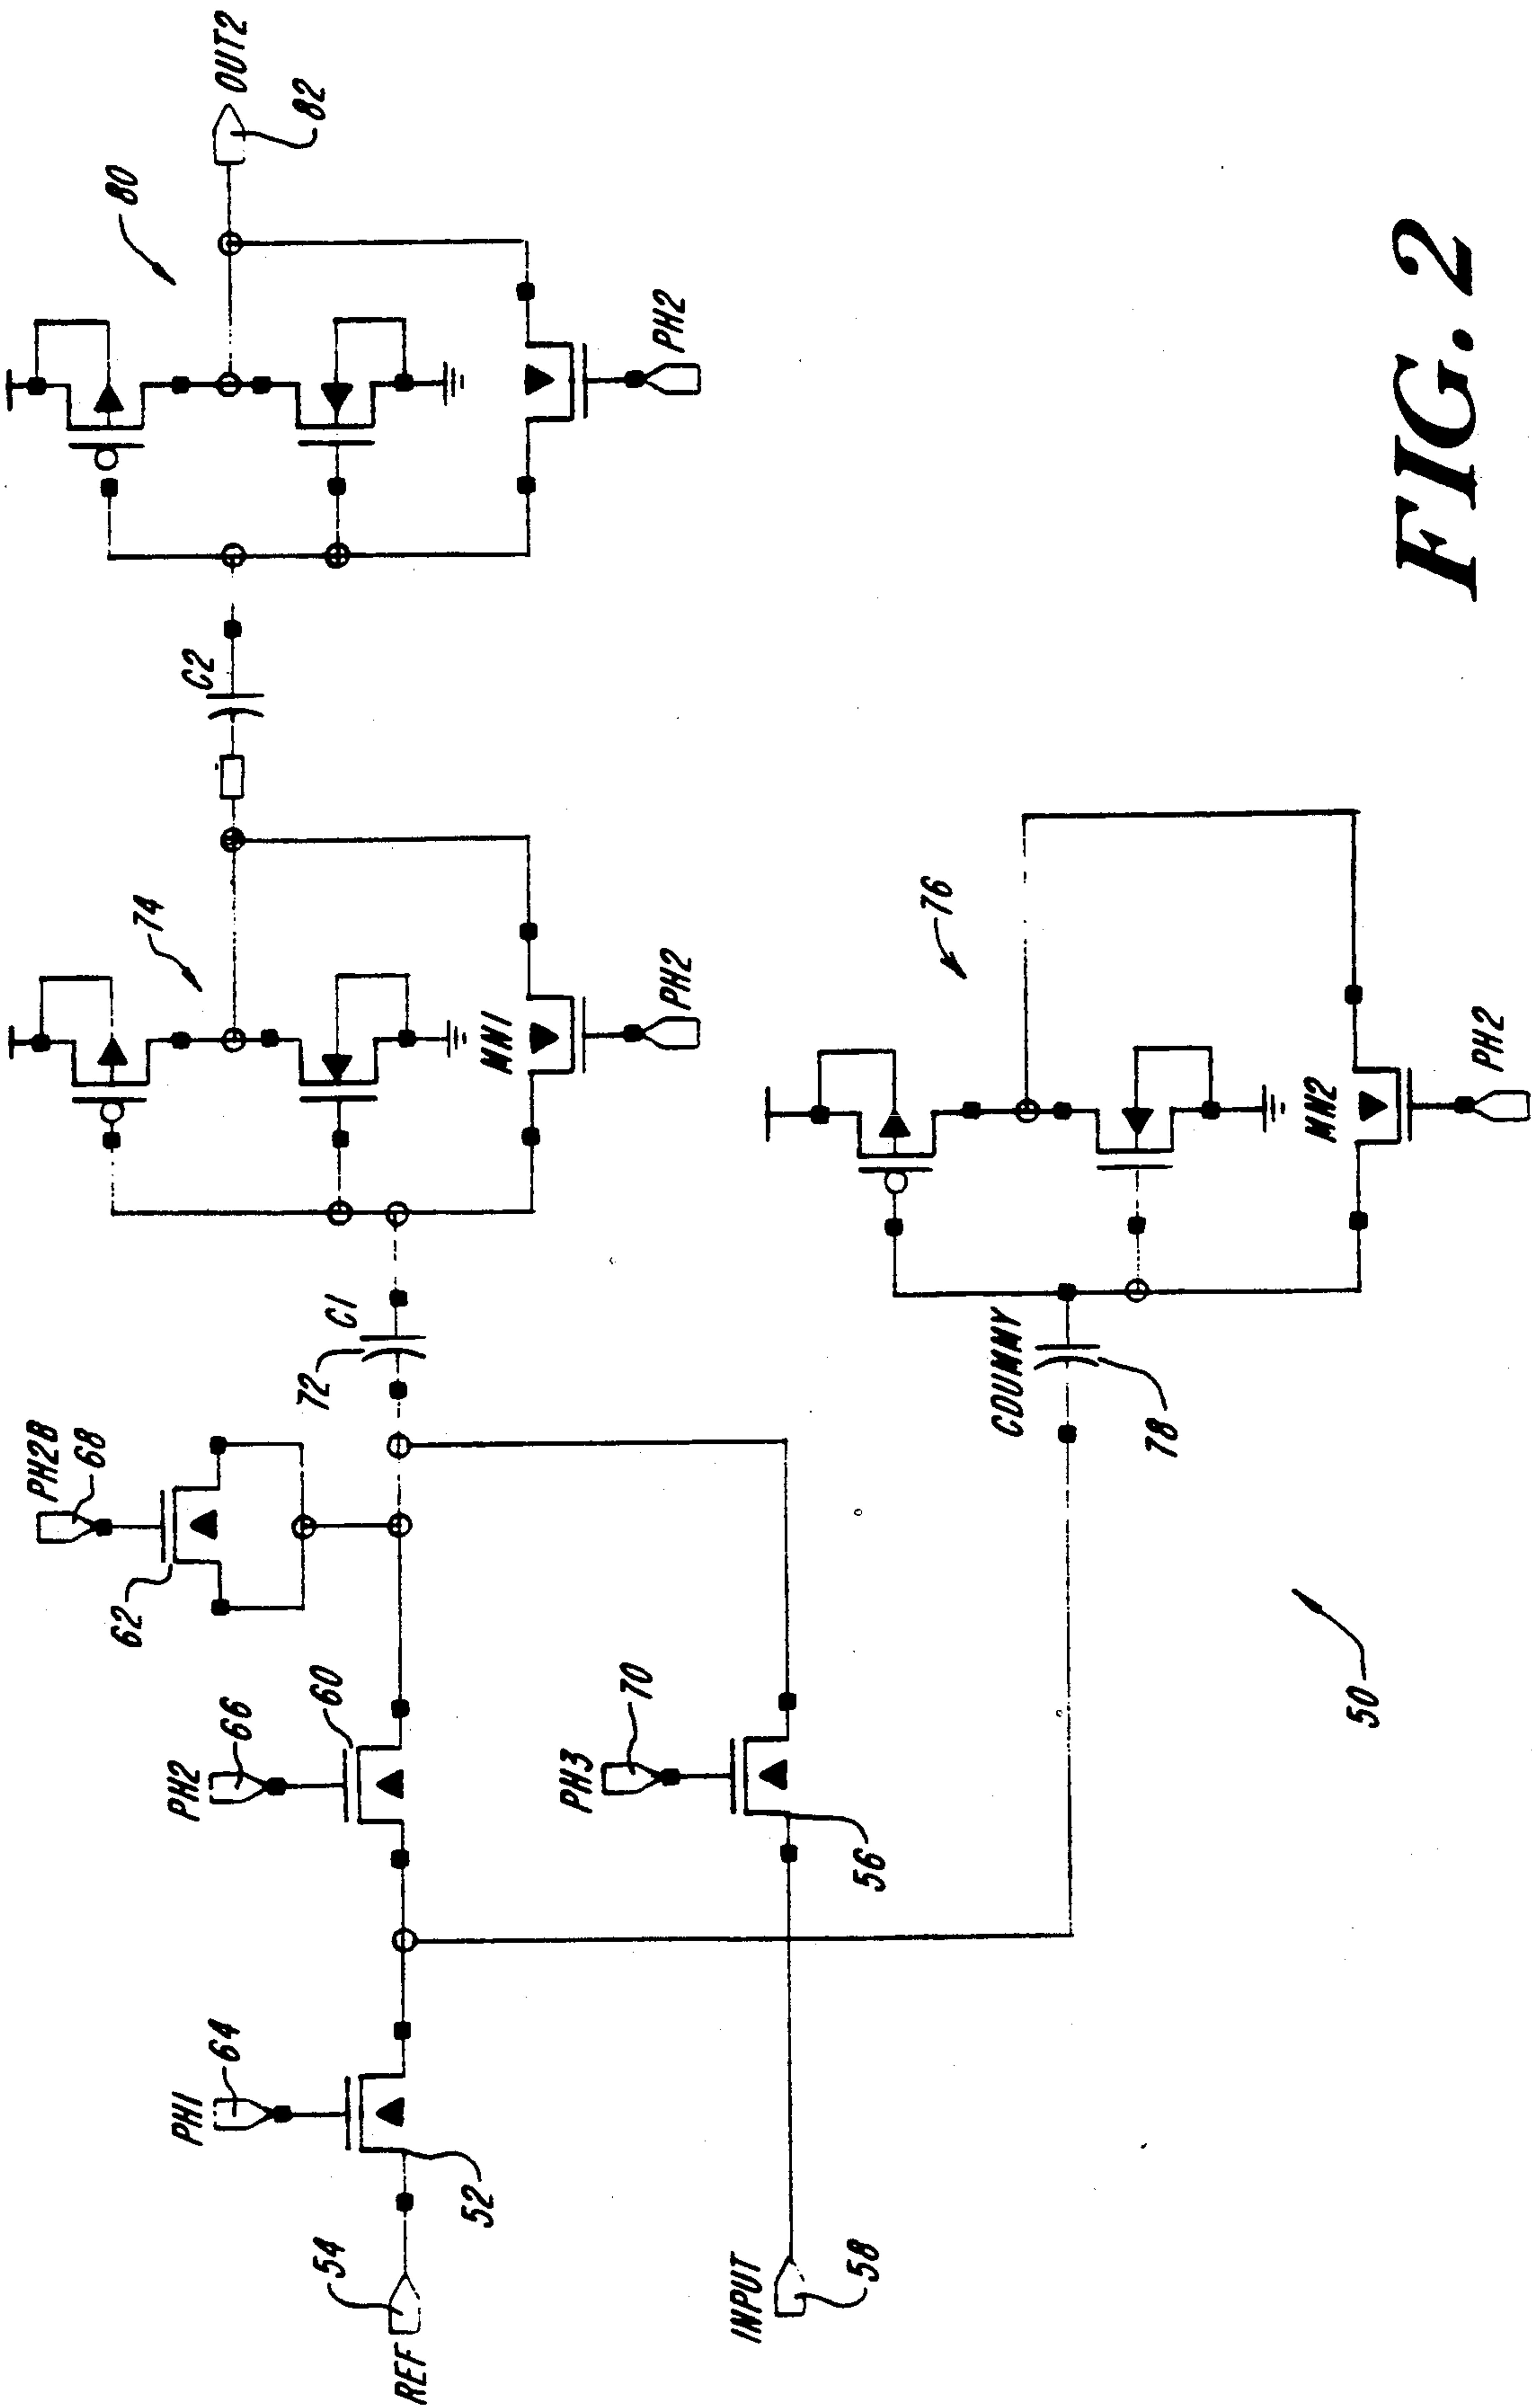 OUT2
82
80
PH2
C2
74
MN1
PH2
76
MN2
PH2
C1
72
CDUMMY
78
PH2B
68
62
PH2
66
60
PH3
70
56
50
PH1
64
52
54
REF
INPUT
58
FIG. 2